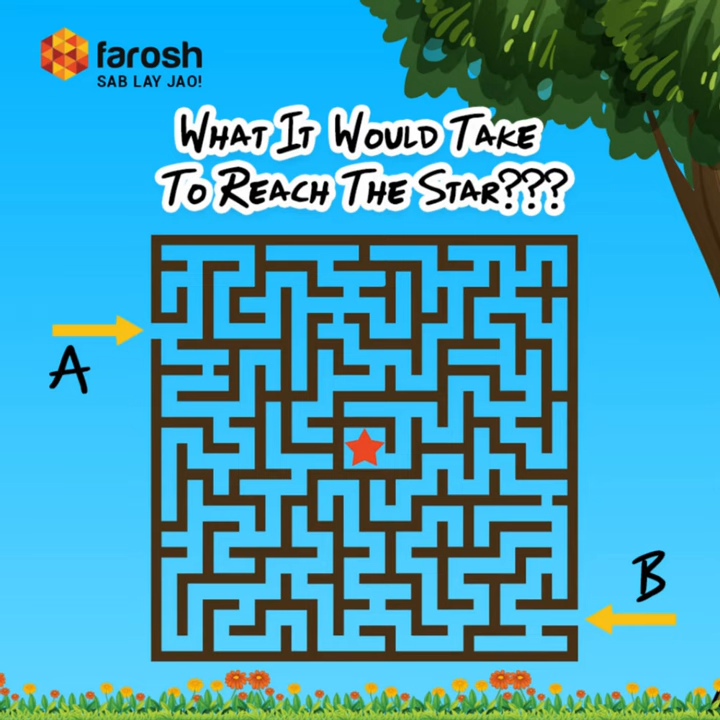 farosh
SAB LAY JAO!
WHAT IT WOULD TAKE
TO REACH THE STAR???
A
B